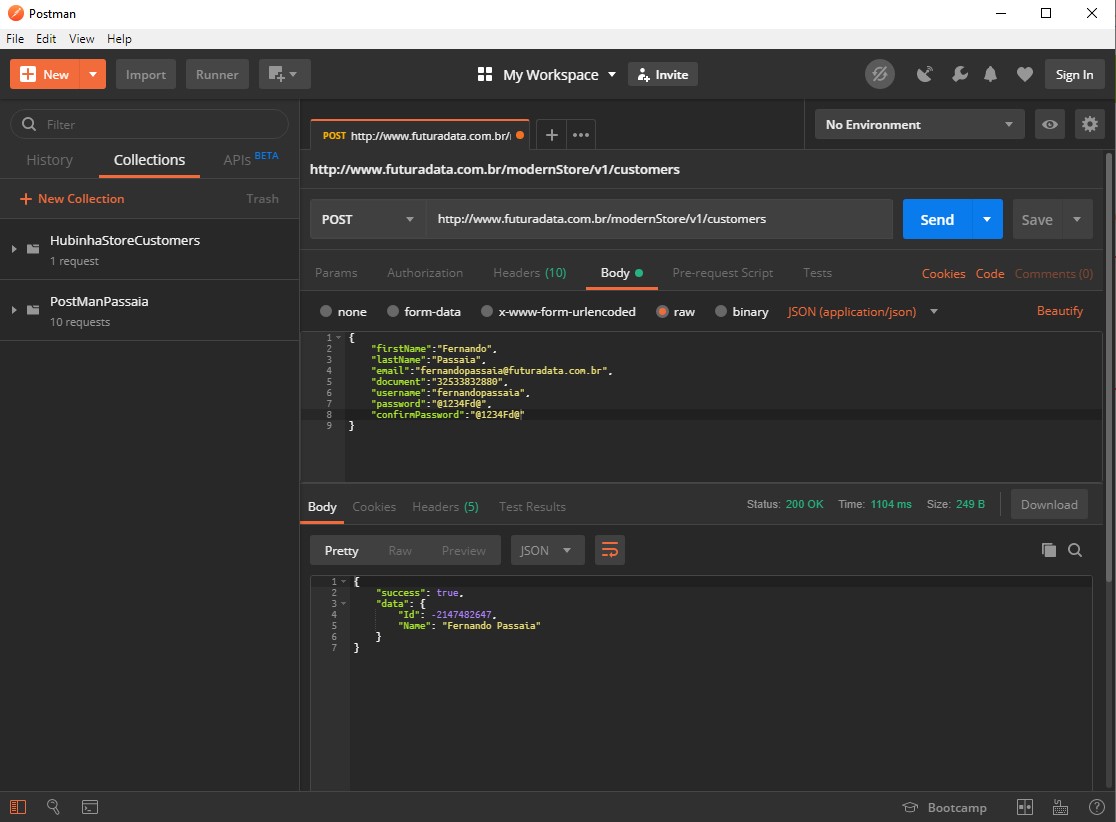 Postman
File Edit View Help
New Import Runner My Workspace Invite Sign In
Filter
History Collections APIs BETA
New Collection Trash
HubinhaStoreCustomers
1 request
PostManPassaia
10 requests
POST http://www.futuradata.com.br/ No Environment
http://www.futuradata.com.br/modernStore/v1/customers
POST http://www.futuradata.com.br/modernStore/v1/customers Send Save
Params Authorization Headers (10) Body Pre-request Script Tests Cookies Code Comments (0)
none form-data x-www-form-urlencoded raw binary JSON (application/json) Beautify
1 {
2 "firstName":"Fernando",
3 "lastName":"Passaia",
4 "email":"fernandopassaia@futuradata.com.br",
5 "document":"32533832880",
6 "username":"fernandopassaia",
7 "password":"@1234Fd@",
8 "confirmPassword":"@1234Fd@"
9 }
Body Cookies Headers (5) Test Results Status: 200 OK Time: 1104 ms Size: 249 B Download
Pretty Raw Preview JSON
1 {
2 "success": true,
3 "data": {
4 "Id": -2147482647,
5 "Name": "Fernando Passaia"
6 }
7 }
Bootcamp